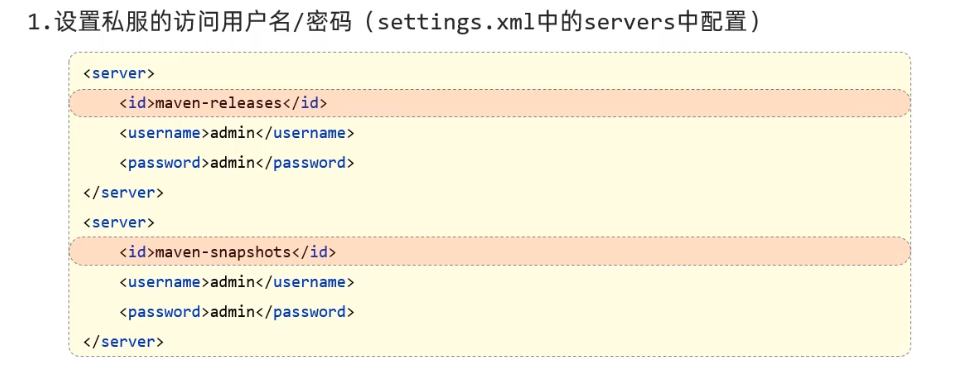 1.设置私服的访问用户名/密码（settings.xml中的servers中配置）
<server>
<id>maven-releases</id>
<username>admin</username>
<password>admin</password>
</server>
<server>
<id>maven-snapshots</id>
<username>admin</username>
<password>admin</password>
</server>